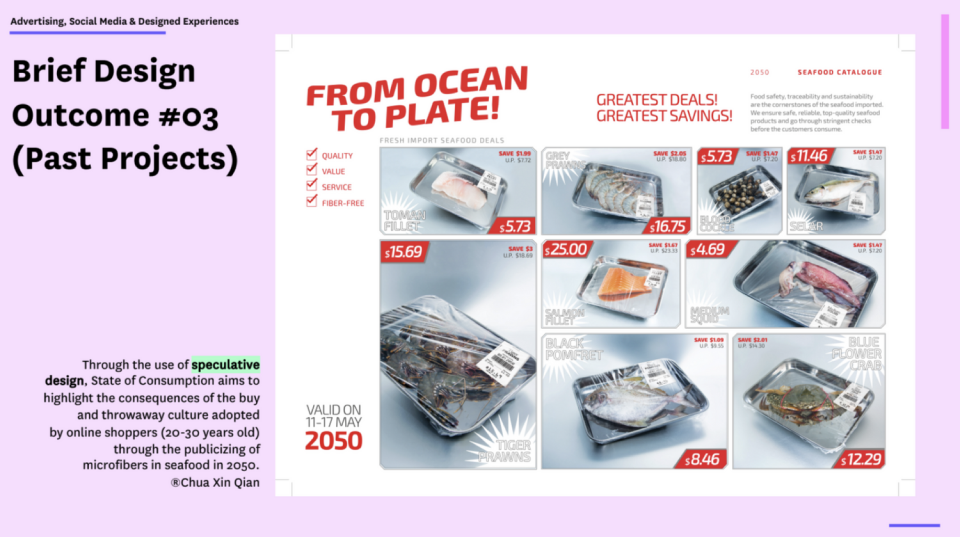 Advertising, Social Media & Designed Experiences
Brief Design
Outcome #03
(Past Projects)
Through the use of speculative
design, State of Consumption aims to
highlight the consequences of the buy
and throwaway culture adopted
by online shoppers (20-30 years old)
through the publicizing of
microfibers in seafood in 2050.
®Chua Xin Qian
FROM OCEAN
TO PLATE!
GREATEST DEALS!
GREATEST SAVINGS!
2050
SEAFOOD CATALOGUE
Food safety, traceability and sustainability
are the cornerstones of the seafood imported.
We ensure safe, reliable, top-quality seafood
products and go through stringent checks
before the customers consume.
FRESH IMPORT SEAFOOD DEALS
QUALITY
VALUE
SERVICE
FIBER-FREE
SAVE $1.99
U.P. $7.72
TOMAN
FILLET
$5.73
GREY
PRAWNS
SAVE $2.05
U.P. $18.80
$16.75
$5.73
SAVE $1.47
U.P. $7.20
BLOOD
COCKLE
$11.46
SAVE $1.47
U.P. $7.20
SELAR
$15.69
SAVE $3
U.P. $18.69
TIGER
PRAWNS
$25.00
SAVE $1.67
SALMON
FILLET
$4.69
SAVE $1.47
U.P. $7.20
MEDIUM
SQUID
BLACK
POMFRET
SAVE $1.09
U.P. $9.55
$8.46
SAVE $2.01
U.P. $14.30
BLUE
FLOWER
CRAB
$12.29
VALID ON
11-17 MAY
2050